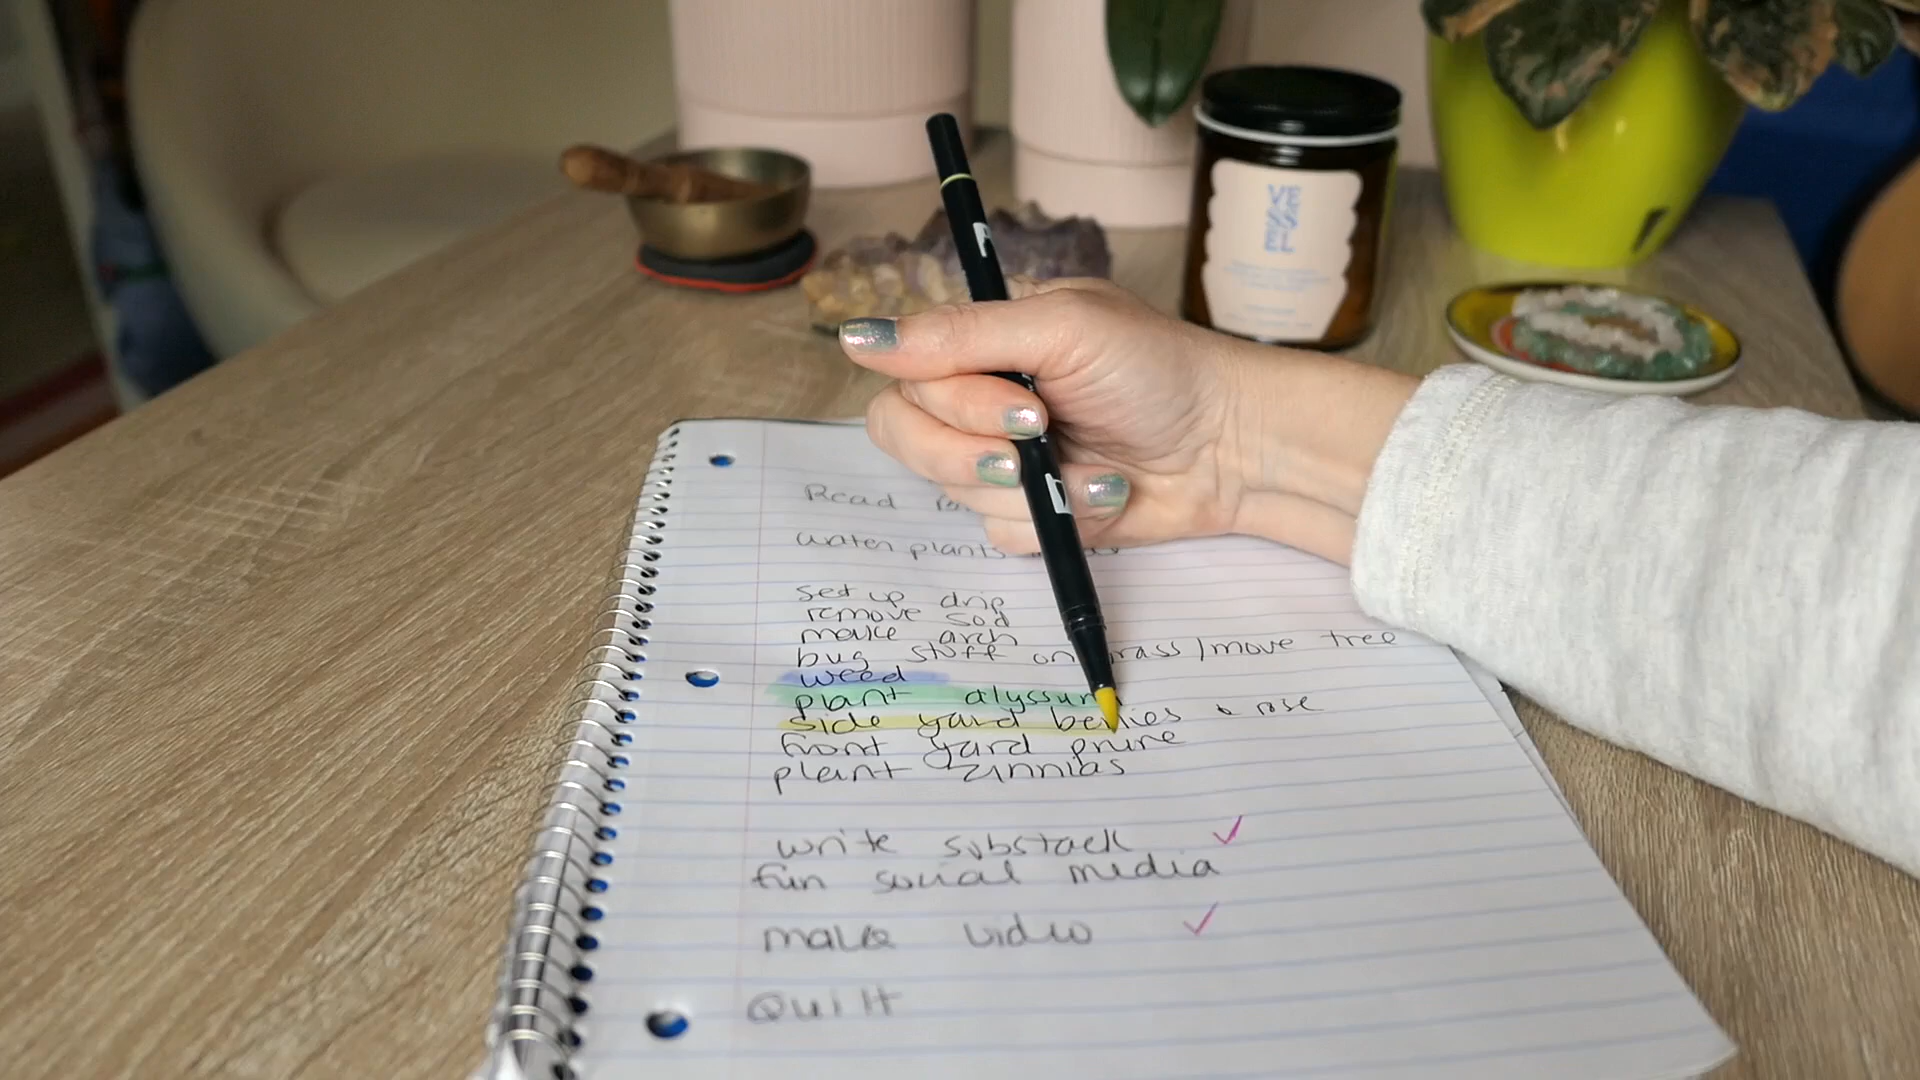 VESSEL
Read
water plants
set up drip
remove sod
make arch
bug stuff on grass/move tree
weed
plant alyssum
side yard berries & rose
front yard prune
plant zinnias
write substack ✓
fun social media
make video ✓
Quilt